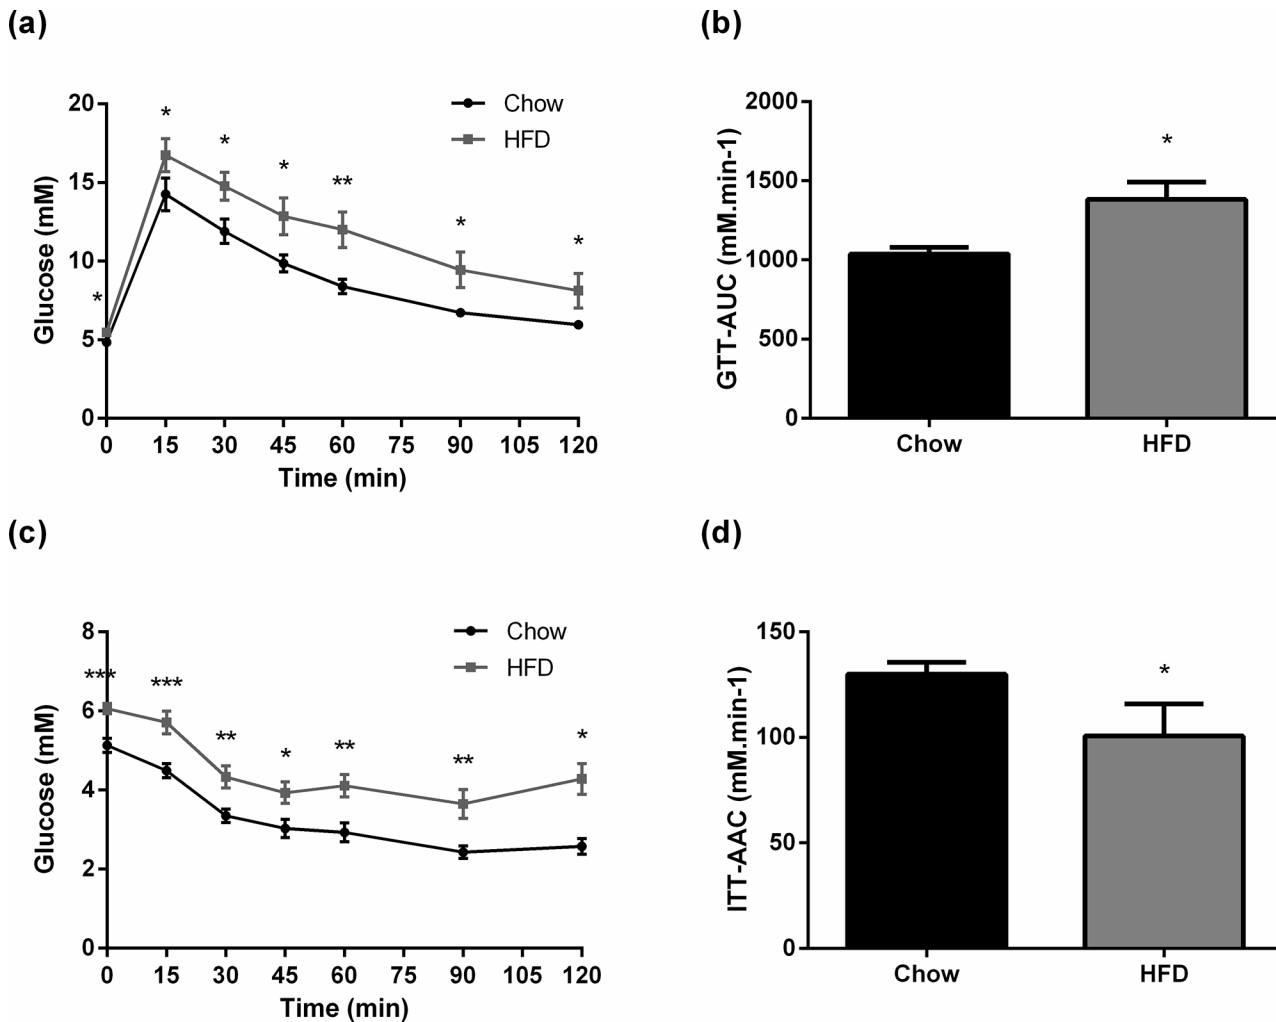 (a)
Glucose (mM)
20
15
10
5
0
Chow
HFD
* * * * ** * *
0 15 30 45 60 75 90 105 120
Time (min)
(b)
GTT-AUC (mM.min-1)
2000
1500
1000
500
0
*
Chow HFD
(c)
Glucose (mM)
8
6
4
2
0
Chow
HFD
*** *** ** * ** ** *
0 15 30 45 60 75 90 105 120
Time (min)
(d)
ITT-AAC (mM.min-1)
150
100
50
0
*
Chow HFD